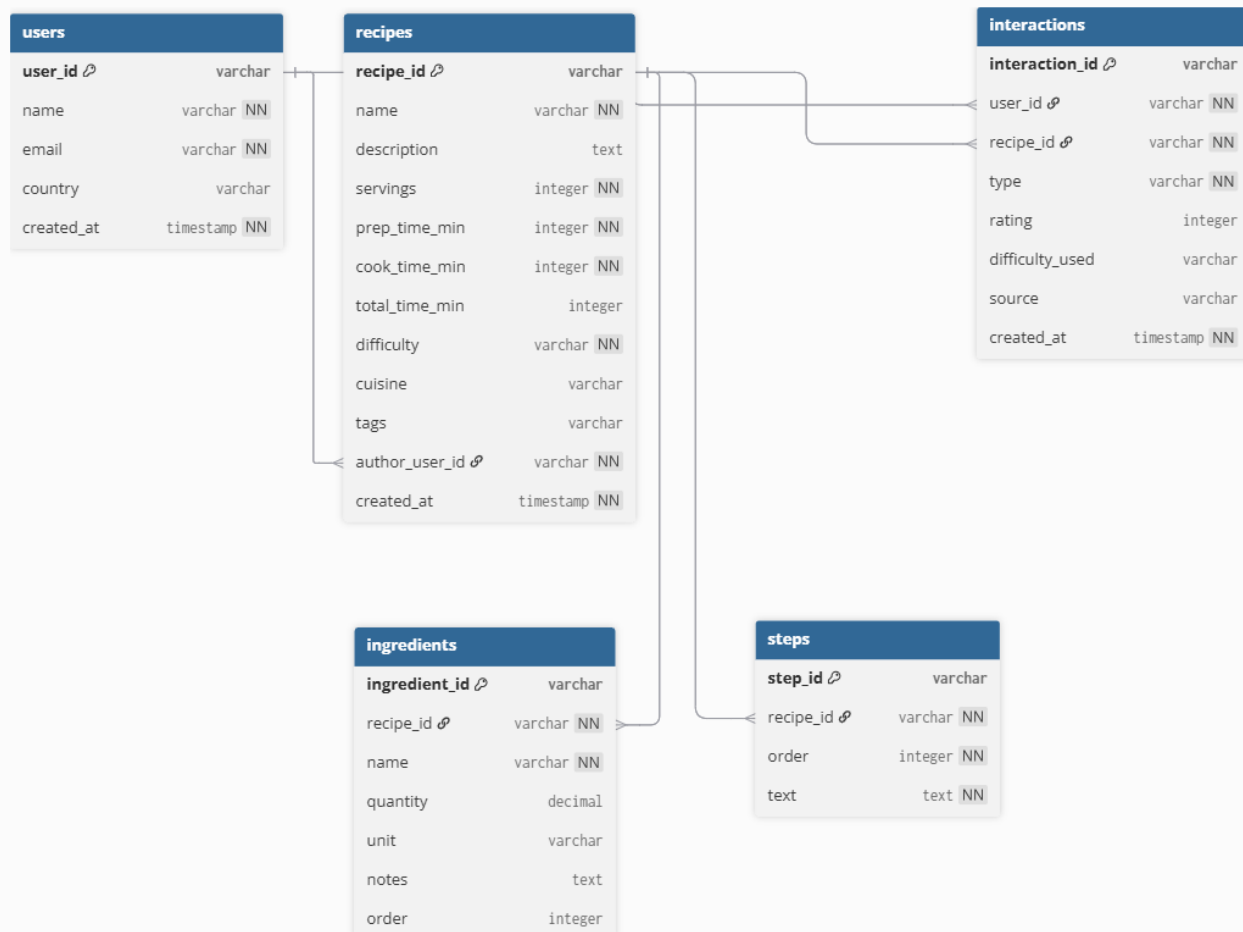 users
user_id varchar
name varchar NN
email varchar NN
country varchar
created_at timestamp NN
recipes
recipe_id varchar
name varchar NN
description text
servings integer NN
prep_time_min integer NN
cook_time_min integer NN
total_time_min integer
difficulty varchar NN
cuisine varchar
tags varchar
author_user_id varchar NN
created_at timestamp NN
interactions
interaction_id varchar
user_id varchar NN
recipe_id varchar NN
type varchar NN
rating integer
difficulty_used varchar
source varchar
created_at timestamp NN
ingredients
ingredient_id varchar
recipe_id varchar NN
name varchar NN
quantity decimal
unit varchar
notes text
order integer
steps
step_id varchar
recipe_id varchar NN
order integer NN
text text NN